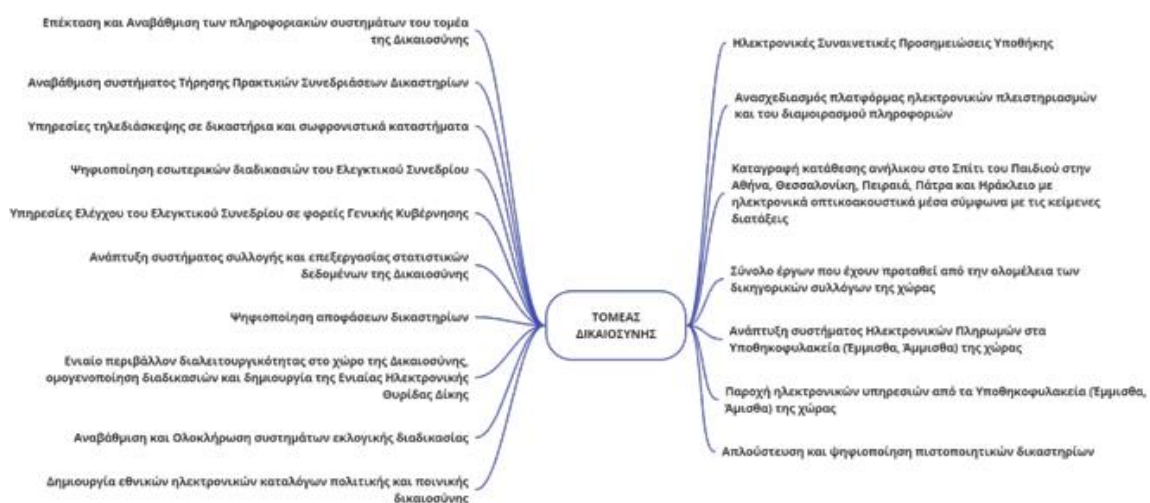 Επέκταση και Αναβάθμιση των πληροφοριακών συστημάτων του τομέα
της Δικαιοσύνης
Αναβάθμιση συστήματος Τήρησης Πρακτικών Συνεδριάσεων Δικαστηρίων
Υπηρεσίες τηλεδιάσκεψης σε δικαστήρια και σωφρονιστικά καταστήματα
Ψηφιοποίηση εσωτερικών διαδικασιών του Ελεγκτικού Συνεδρίου
Υπηρεσίες Ελέγχου του Ελεγκτικού Συνεδρίου σε φορείς Γενικής Κυβέρνησης
Ανάπτυξη συστήματος συλλογής και επεξεργασίας στατιστικών
δεδομένων της Δικαιοσύνης
Ψηφιοποίηση αποφάσεων δικαστηρίων
Ενιαίο περιβάλλον διαλειτουργικότητας στο χώρο της Δικαιοσύνης,
ομογενοποίηση διαδικασιών και δημιουργία της Ενιαίας Ηλεκτρονικής
Θυρίδας Δίκης
Αναβάθμιση και Ολοκλήρωση συστημάτων εκλογικής διαδικασίας
Δημιουργία εθνικών ηλεκτρονικών καταλόγων πολιτικής και ποινικής
δικαιοσύνης
ΤΟΜΕΑΣ
ΔΙΚΑΙΟΣΥΝΗΣ
Ηλεκτρονικές Συναινετικές Προσημειώσεις Υποθήκης
Ανασχεδιασμός πλατφόρμας ηλεκτρονικών πλειστηριασμών
και του διαμοιρασμού πληροφοριών
Καταγραφή κατάθεσης ανήλικου στο Σπίτι του Παιδιού στην
Αθήνα, Θεσσαλονίκη, Πειραιά, Πάτρα και Ηράκλειο με
ηλεκτρονικά οπτικοακουστικά μέσα σύμφωνα με τις κείμενες
διατάξεις
Σύνολο έργων που έχουν προταθεί από την ολομέλεια των
δικηγορικών συλλόγων της χώρας
Ανάπτυξη συστήματος Ηλεκτρονικών Πληρωμών στα
Υποθηκοφυλακεία (Έμμισθα, Άμμισθα) της χώρας
Παροχή ηλεκτρονικών υπηρεσιών από τα Υποθηκοφυλακεία (Έμμισθα,
Άμισθα) της χώρας
Απλούστευση και ψηφιοποίηση πιστοποιητικών δικαστηρίων